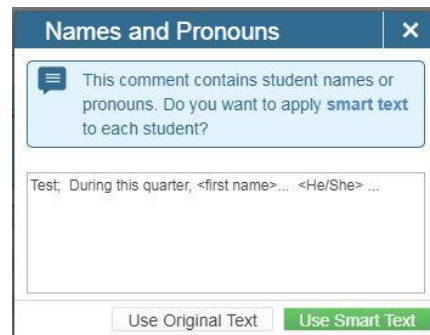 Names and Pronouns ×
This comment contains student names or
pronouns. Do you want to apply smart text
to each student?
Test;  During this quarter, <first name>...  <He/She> ...
Use Original Text Use Smart Text